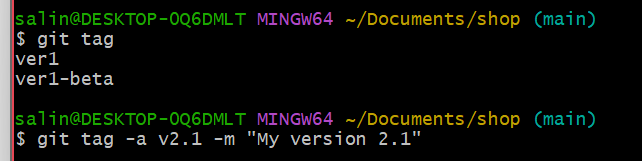 salin@DESKTOP-OQ6DMLT MINGW64 ~/Documents/shop (main)
$ git tag
ver1
ver1-beta
salin@DESKTOP-OQ6DMLT MINGW64 ~/Documents/shop (main)
$ git tag -a v2.1 -m "My version 2.1"